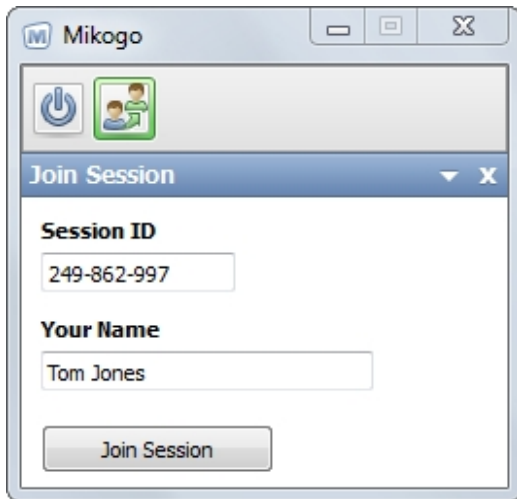 Mikogo
Join Session
Session ID
249-862-997
Your Name
Tom Jones
Join Session